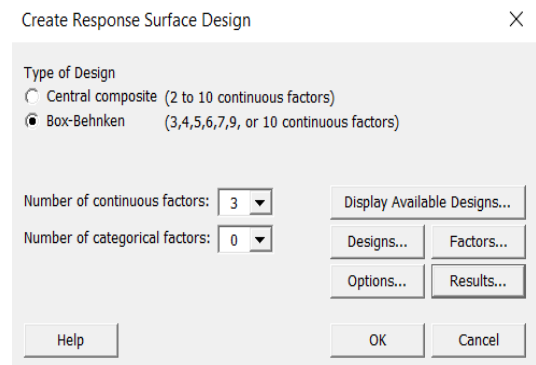 Create Response Surface Design
Type of Design
Central composite (2 to 10 continuous factors)
Box-Behnken (3,4,5,6,7,9, or 10 continuous factors)
Number of continuous factors: 3
Display Available Designs...
Number of categorical factors: 0
Designs... Factors...
Options... Results...
Help OK Cancel